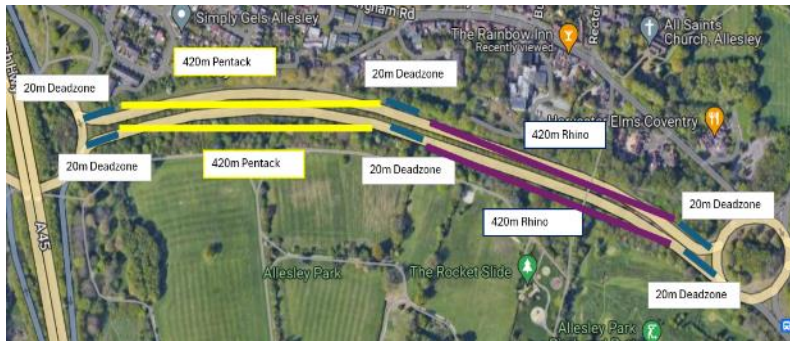 Simply Gels Allesley
ngham Rd
The Rainbow Inn
Recently viewed
All Saints
Church, Allesley
420m Pentack
20m Deadzone
20m Deadzone
420m Rhino
Elms Coventry
20m Deadzone
420m Pentack
20m Deadzone
20m Deadzone
420m Rhino
A45
Allesley Park
The Rocket Slide
20m Deadzone
Allesley Park